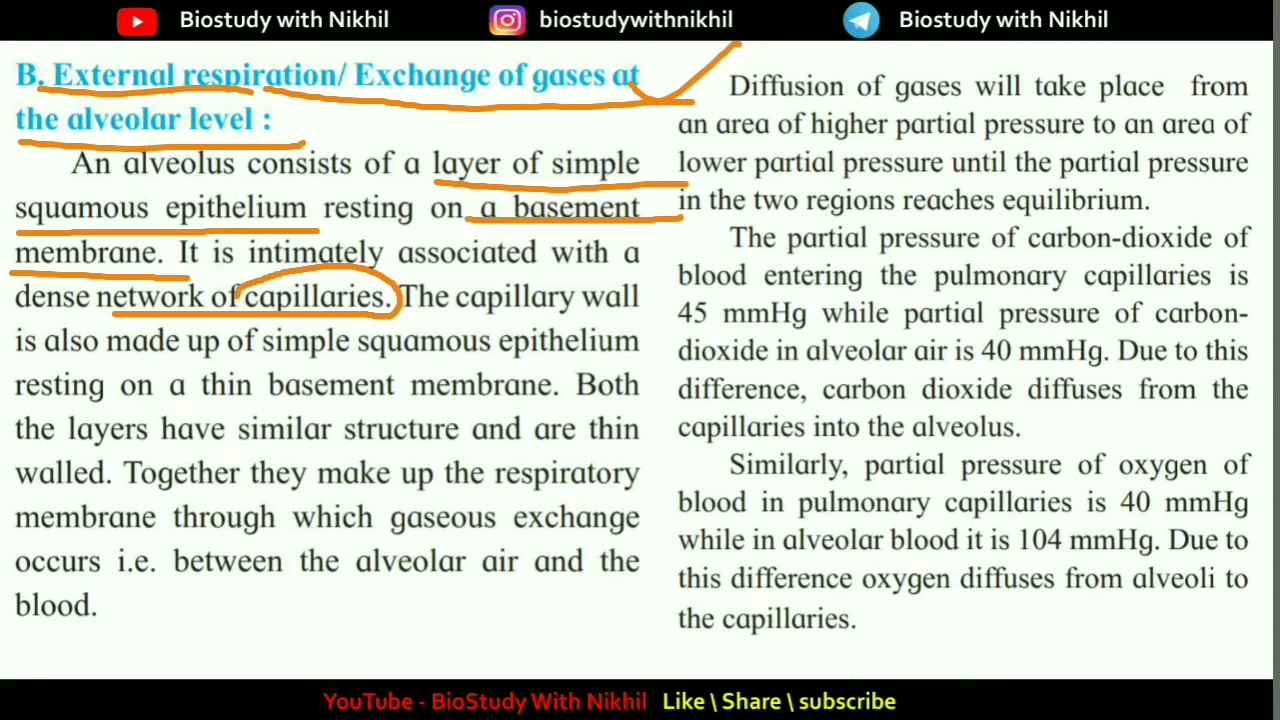 Biostudy with Nikhil
biostudywithnikhil
Biostudy with Nikhil
B. External respiration/ Exchange of gases at
the alveolar level :
An alveolus consists of a layer of simple
squamous epithelium resting on a basement
membrane. It is intimately associated with a
dense network of capillaries. The capillary wall
is also made up of simple squamous epithelium
resting on a thin basement membrane. Both
the layers have similar structure and are thin
walled. Together they make up the respiratory
membrane through which gaseous exchange
occurs i.e. between the alveolar air and the
blood.
Diffusion of gases will take place from
an area of higher partial pressure to an area of
lower partial pressure until the partial pressure
in the two regions reaches equilibrium.
The partial pressure of carbon-dioxide of
blood entering the pulmonary capillaries is
45 mmHg while partial pressure of carbon-
dioxide in alveolar air is 40 mmHg. Due to this
difference, carbon dioxide diffuses from the
capillaries into the alveolus.
Similarly, partial pressure of oxygen of
blood in pulmonary capillaries is 40 mmHg
while in alveolar blood it is 104 mmHg. Due to
this difference oxygen diffuses from alveoli to
the capillaries.
YouTube - BioStudy With Nikhil Like \ Share \ subscribe